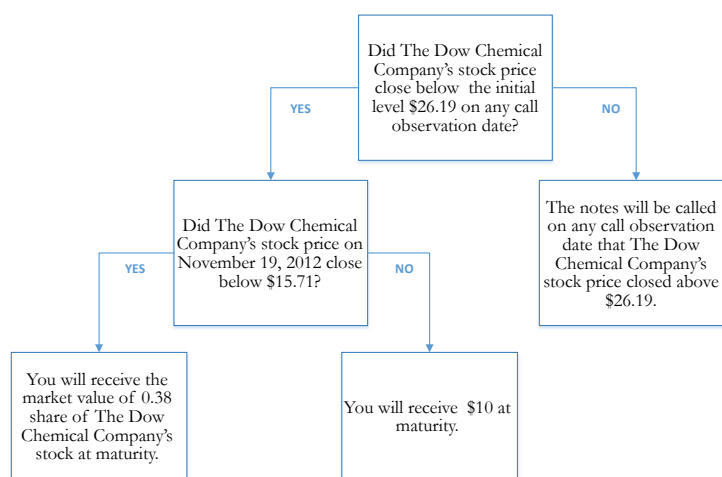 Did The Dow Chemical
Company's stock price
close below the initial
level $26.19 on any call
observation date?
YES
NO
Did The Dow Chemical
Company's stock price on
November 19, 2012 close
below $15.71?
The notes will be called
on any call observation
date that The Dow
Chemical Company's
stock price closed above
$26.19.
YES
NO
You will receive the
market value of 0.38
share of The Dow
Chemical Company's
stock at maturity.
You will receive $10 at
maturity.